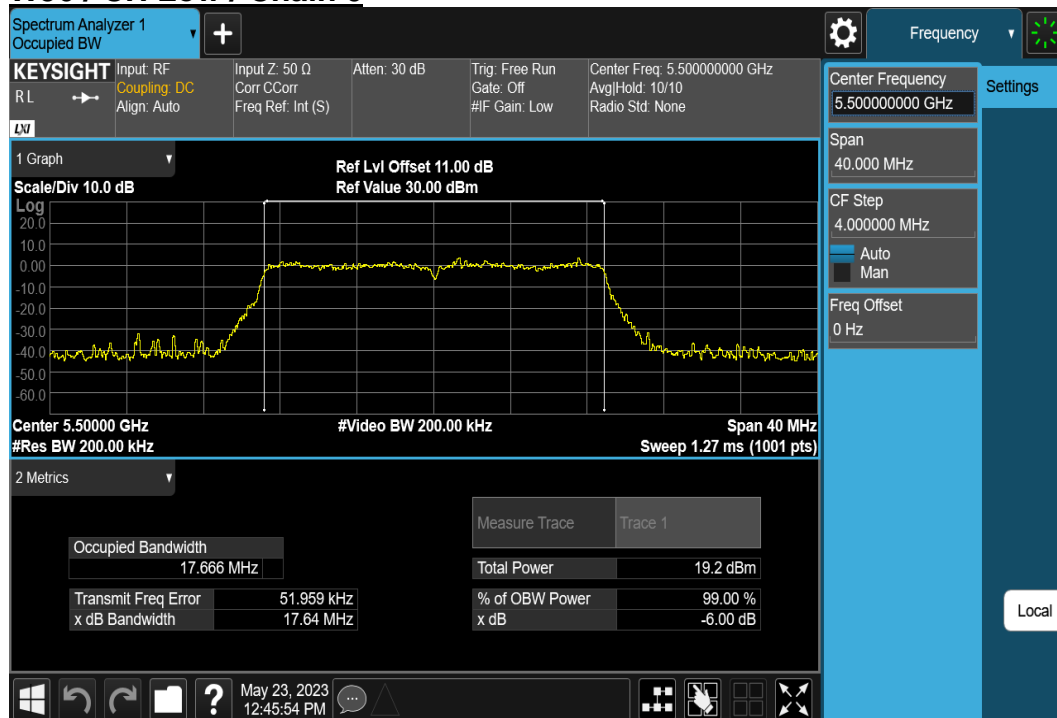 Spectrum Analyzer 1
Occupied BW
Frequency
KEYSIGHT
R L
LXI
Input: RF
Coupling: DC
Align: Auto
Input Z: 50 Ω
Corr CCorr
Freq Ref: Int (S)
Atten: 30 dB
Trig: Free Run
Gate: Off
#IF Gain: Low
Center Freq: 5.500000000 GHz
Avg|Hold: 10/10
Radio Std: None
Center Frequency
5.500000000 GHz
Settings
Span
40.000 MHz
CF Step
4.000000 MHz
Auto
Man
Freq Offset
0 Hz
Local
1 Graph
Scale/Div 10.0 dB
Ref Lvl Offset 11.00 dB
Ref Value 30.00 dBm
Log
20.0
10.0
0.00
-10.0
-20.0
-30.0
-40.0
-50.0
-60.0
Center 5.50000 GHz
#Video BW 200.00 kHz
Span 40 MHz
#Res BW 200.00 kHz
Sweep 1.27 ms (1001 pts)
2 Metrics
Measure Trace Trace 1
Occupied Bandwidth
17.666 MHz
Total Power 19.2 dBm
Transmit Freq Error 51.959 kHz
% of OBW Power 99.00 %
x dB Bandwidth 17.64 MHz
x dB -6.00 dB
?
May 23, 2023
12:45:54 PM